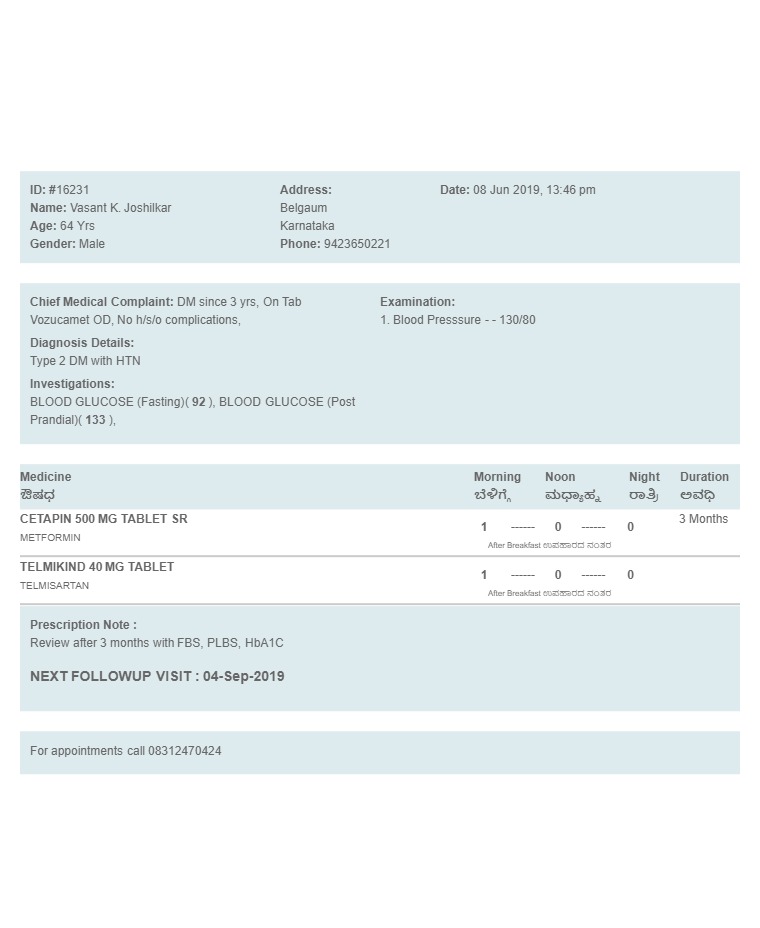 ID: #16231
Name: Vasant K. Joshilkar
Age: 64 Yrs
Gender: Male
Address:
Belgaum
Karnataka
Phone: 9423650221
Date: 08 Jun 2019, 13:46 pm
Chief Medical Complaint: DM since 3 yrs, On Tab
Vozucamet OD, No h/s/o complications,
Diagnosis Details:
Type 2 DM with HTN
Investigations:
BLOOD GLUCOSE (Fasting)( 92 ), BLOOD GLUCOSE (Post
Prandial)( 133 ),
Examination:
1. Blood Presssure - - 130/80
Medicine Morning Noon Night Duration
ಔಷಧ ಬೆಳಿಗ್ಗೆ ಮಧ್ಯಾಹ್ನ ರಾತ್ರಿ ಅವಧಿ
CETAPIN 500 MG TABLET SR 1 ------ 0 ------ 0 3 Months
METFORMIN After Breakfast ಉಪಹಾರದ ನಂತರ
TELMIKIND 40 MG TABLET 1 ------ 0 ------ 0
TELMISARTAN After Breakfast ಉಪಹಾರದ ನಂತರ
Prescription Note :
Review after 3 months with FBS, PLBS, HbA1C
NEXT FOLLOWUP VISIT : 04-Sep-2019
For appointments call 08312470424